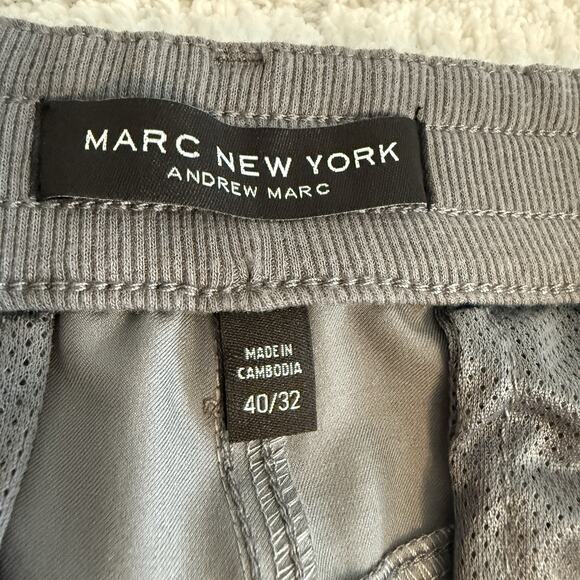 MARC NEW YORK
ANDREW MARC
MADE IN
CAMBODIA
40/32